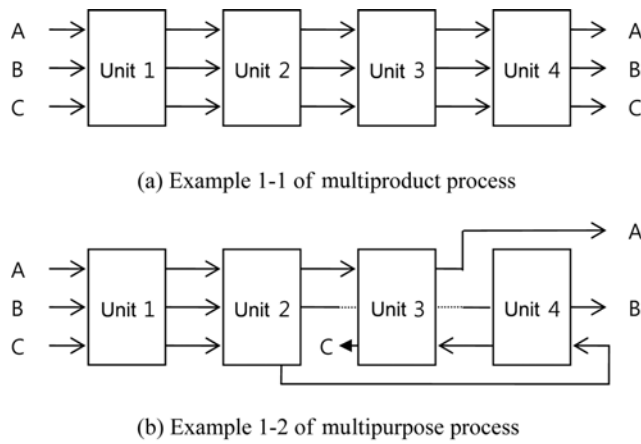 A A
Unit 1 Unit 2 Unit 3 Unit 4
B B
C C
(a) Example 1-1 of multiproduct process
A
A
Unit 1 Unit 2 Unit 3 Unit 4
B B
C C
(b) Example 1-2 of multipurpose process